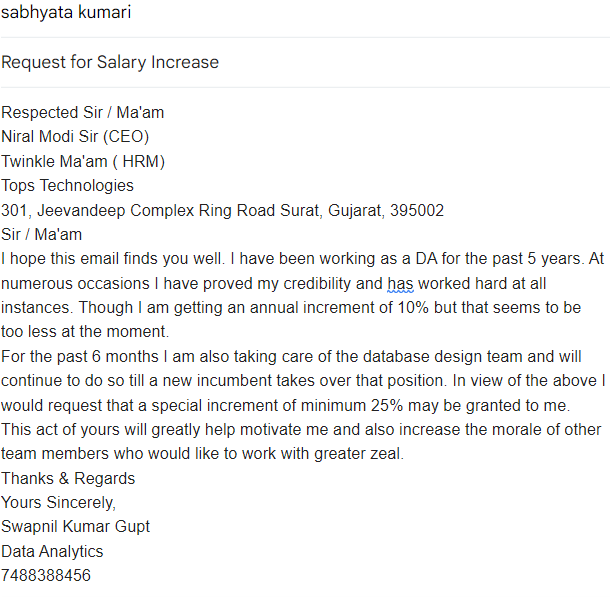 sabhyata kumari
Request for Salary Increase
Respected Sir / Ma'am
Niral Modi Sir (CEO)
Twinkle Ma'am ( HRM)
Tops Technologies
301, Jeevandeep Complex Ring Road Surat, Gujarat, 395002
Sir / Ma'am
I hope this email finds you well. I have been working as a DA for the past 5 years. At
numerous occasions I have proved my credibility and has worked hard at all
instances. Though I am getting an annual increment of 10% but that seems to be
too less at the moment.
For the past 6 months I am also taking care of the database design team and will
continue to do so till a new incumbent takes over that position. In view of the above I
would request that a special increment of minimum 25% may be granted to me.
This act of yours will greatly help motivate me and also increase the morale of other
team members who would like to work with greater zeal.
Thanks & Regards
Yours Sincerely,
Swapnil Kumar Gupt
Data Analytics
7488388456